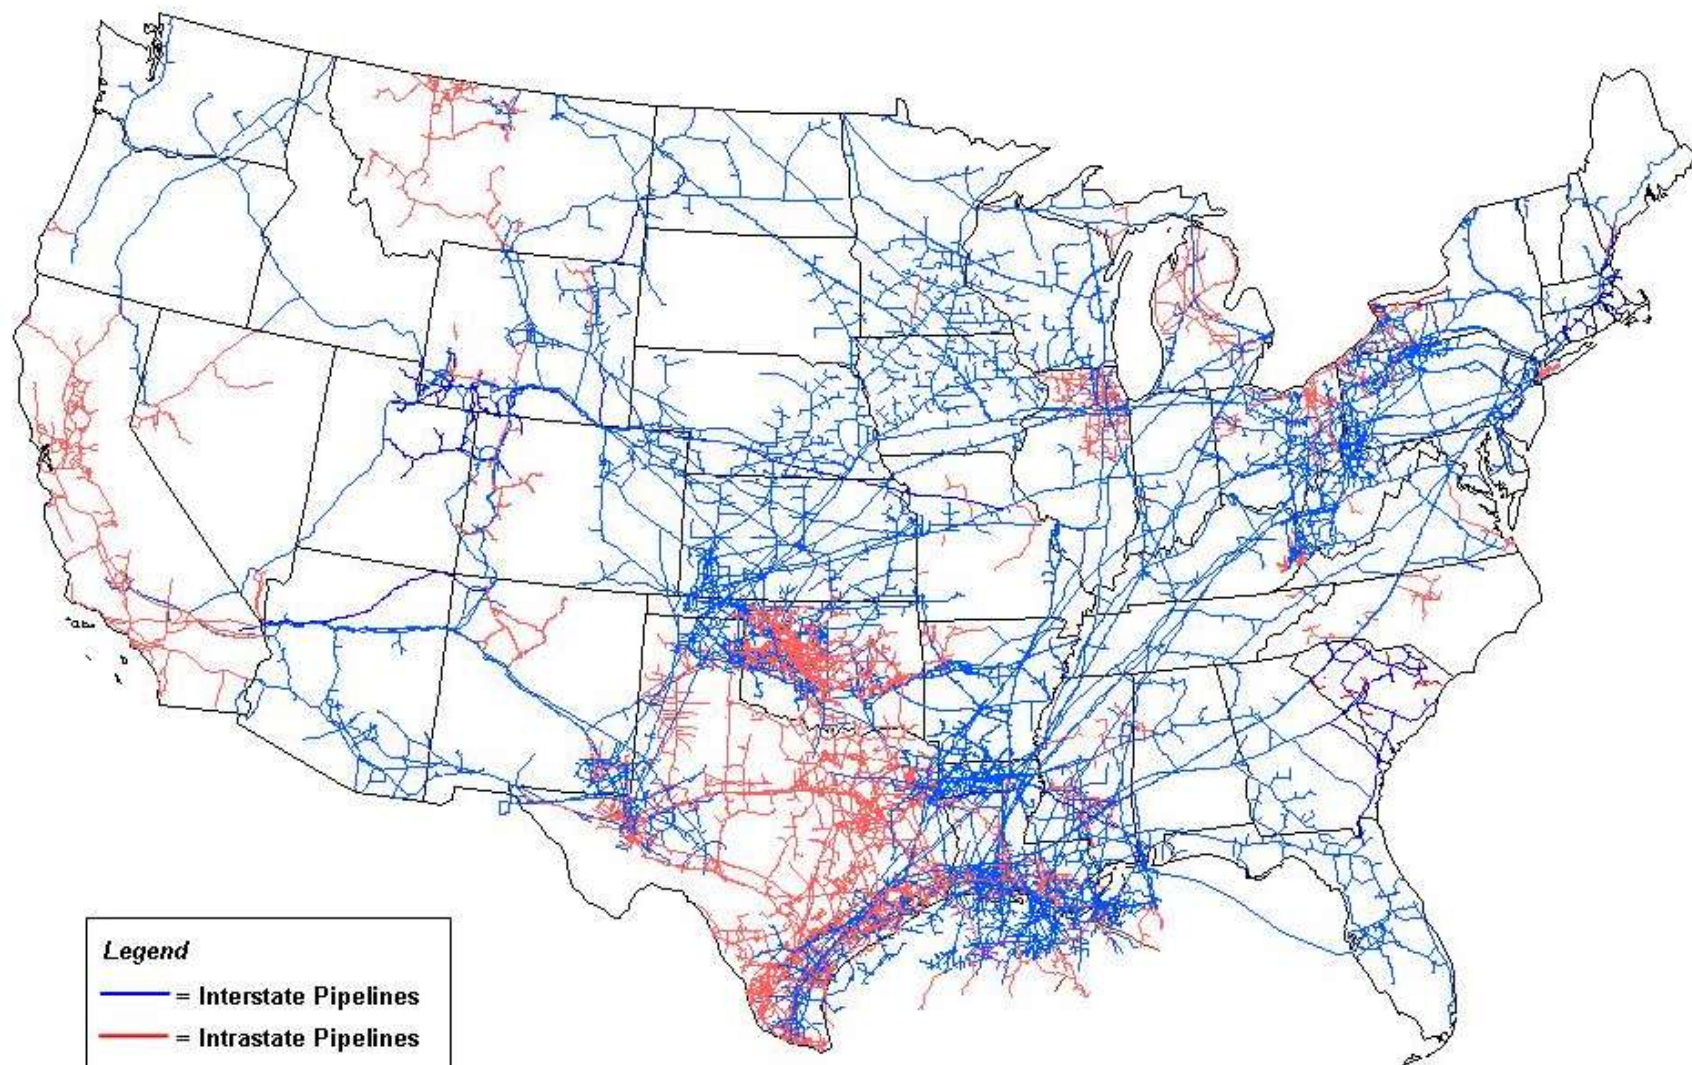 Legend
= Interstate Pipelines
= Intrastate Pipelines